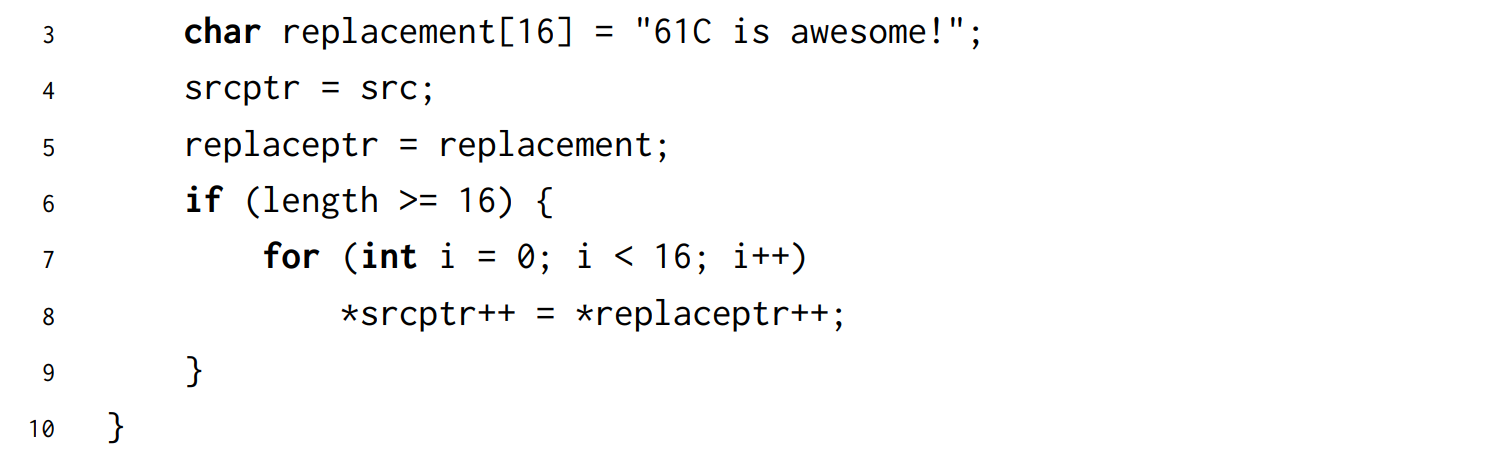 3 char replacement[16] = "61C is awesome!";
4 srcptr = src;
5 replaceptr = replacement;
6 if (length >= 16) {
7 for (int i = 0; i < 16; i++)
8 *srcptr++ = *replaceptr++;
9 }
10 }